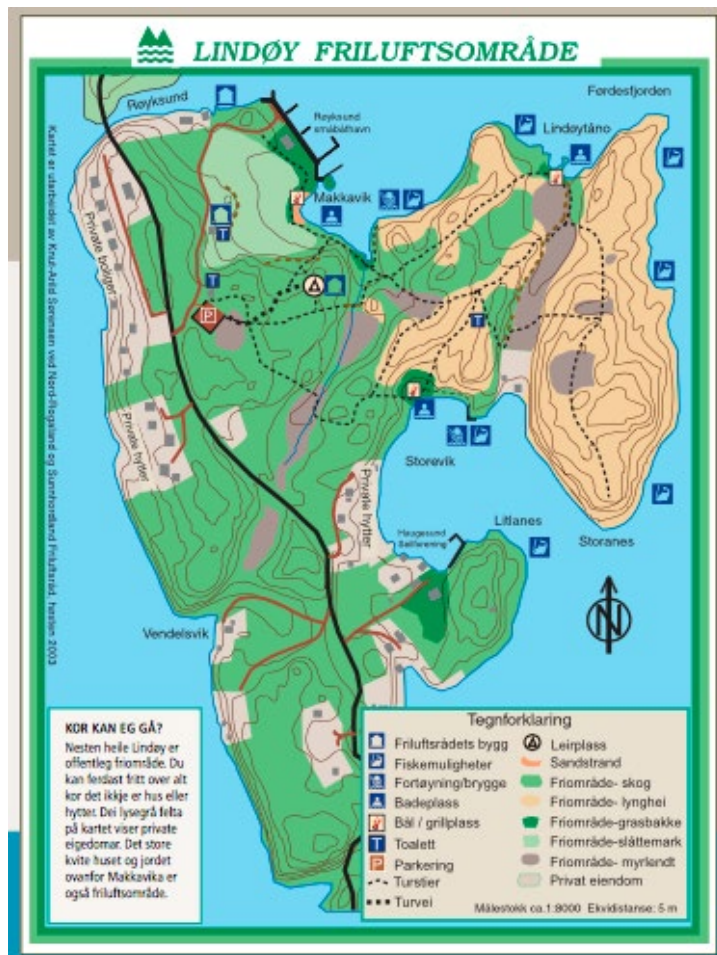 LINDØY FRILUFTSOMRÅDE
Røyksund
Førdesfjorden
Røyksund
småbåthavn
Lindøytåno
Makkavik
Kartet er utarbeidet av Knut-Arild Sørensen ved Nord-Rogaland og Sunnhordland Friluftsråd, høsten 2003
Private boliger
T
T
P
T
Private hytter
Storevik
Private hytter
Haugesund
Seilforening
Litlanes
Storanes
N
Vendelsvik
KOR KAN EG GÅ?
Nesten heile Lindøy er
offentleg friområde. Du
kan ferdast fritt over alt
kor det ikkje er hus eller
hytter. Dei lysegrå felta
på kartet viser private
eigedomar. Det store
kvite huset og jordet
ovanfor Makkavika er
også friluftsområde.
Tegnforklaring
Friluftsrådets bygg
Fiskemuligheter
Fortøyning/brygge
Badeplass
Bål / grillplass
T Toalett
P Parkering
Turstier
Turvei
Leirplass
Sandstrand
Friområde- skog
Friområde- lynghei
Friområde-grasbakke
Friområde-slåttemark
Friområde- myrlendt
Privat eiendom
Målestokk ca.1:8000 Ekvidistanse: 5 m